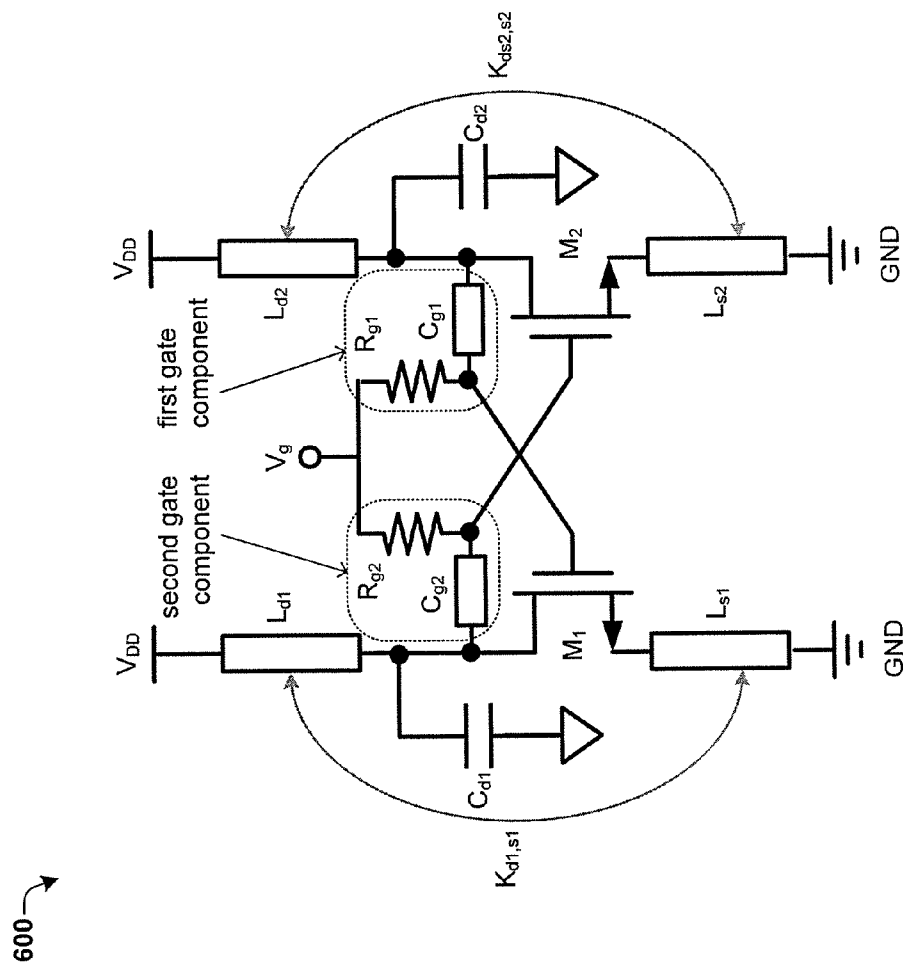 600
V_DD
V_DD
second gate
component
first gate
component
V_g
L_d1
L_d2
R_g2
R_g1
C_g2
C_g1
C_d1
C_d2
K_d1,s1
K_ds2,s2
M_1
M_2
L_s1
L_s2
GND
GND